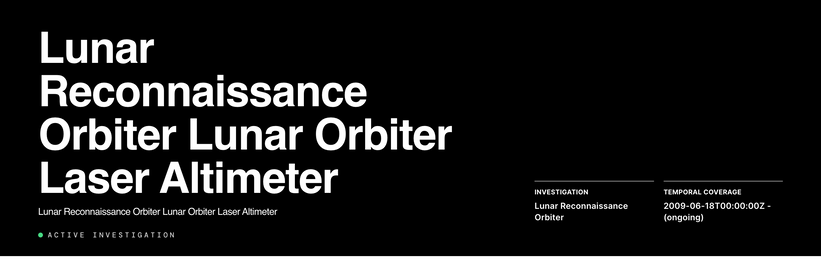 Lunar
Reconnaissance
Orbiter Lunar Orbiter
Laser Altimeter
Lunar Reconnaissance Orbiter Lunar Orbiter Laser Altimeter
ACTIVE INVESTIGATION
INVESTIGATION
Lunar Reconnaissance
Orbiter
TEMPORAL COVERAGE
2009-06-18T00:00:00Z -
(ongoing)